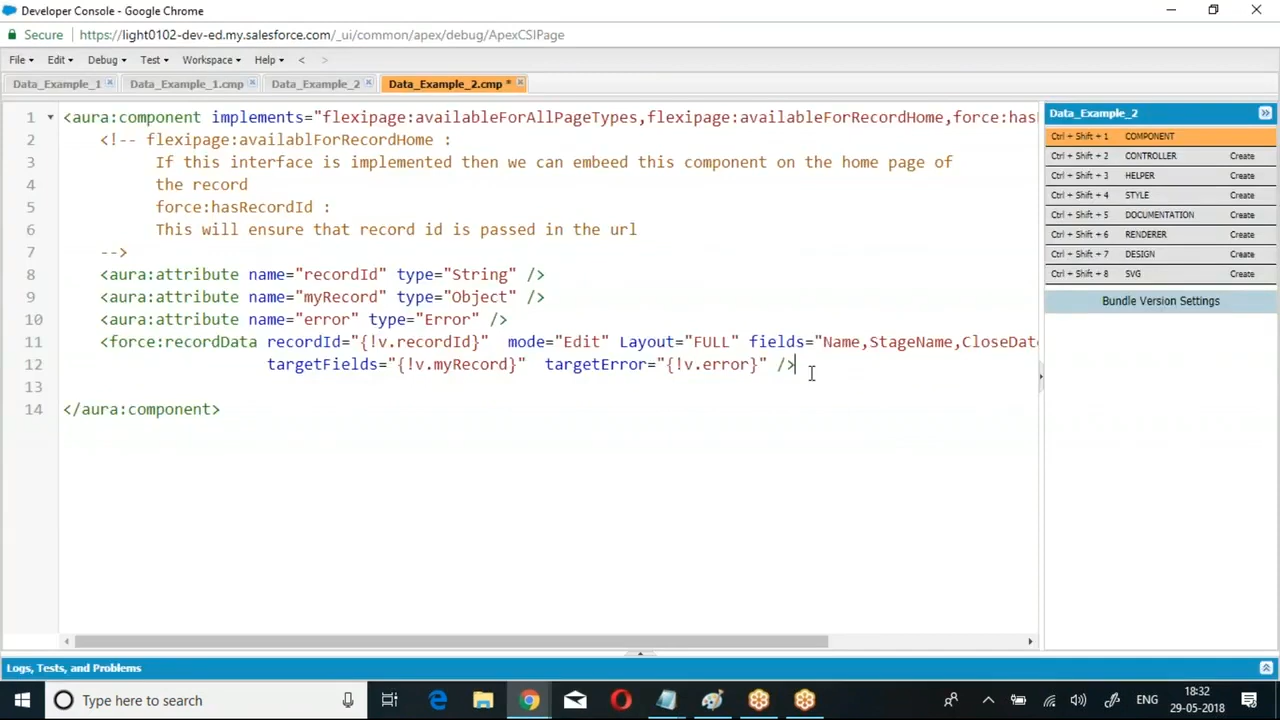 Developer Console - Google Chrome
Secure https://light0102-dev-ed.my.salesforce.com/_ui/common/apex/debug/ApexCSIPage
File Edit Debug Test Workspace Help < >
Data_Example_1 Data_Example_1.cmp Data_Example_2 Data_Example_2.cmp *
1 <aura:component implements="flexipage:availableForAllPageTypes,flexipage:availableForRecordHome,force:hasR
2 <!-- flexipage:availablForRecordHome :
3 If this interface is implemented then we can embeed this component on the home page of
4 the record
5 force:hasRecordId :
6 This will ensure that record id is passed in the url
7 -->
8 <aura:attribute name="recordId" type="String" />
9 <aura:attribute name="myRecord" type="Object" />
10 <aura:attribute name="error" type="Error" />
11 <force:recordData recordId="{!v.recordId}" mode="Edit" Layout="FULL" fields="Name,StageName,CloseDate
12 targetFields="{!v.myRecord}" targetError="{!v.error}" />
13
14 </aura:component>
Data_Example_2
Ctrl + Shift + 1 COMPONENT
Ctrl + Shift + 2 CONTROLLER Create
Ctrl + Shift + 3 HELPER Create
Ctrl + Shift + 4 STYLE Create
Ctrl + Shift + 5 DOCUMENTATION Create
Ctrl + Shift + 6 RENDERER Create
Ctrl + Shift + 7 DESIGN Create
Ctrl + Shift + 8 SVG Create
Bundle Version Settings
Logs, Tests, and Problems
Type here to search
ENG
18:32
29-05-2018